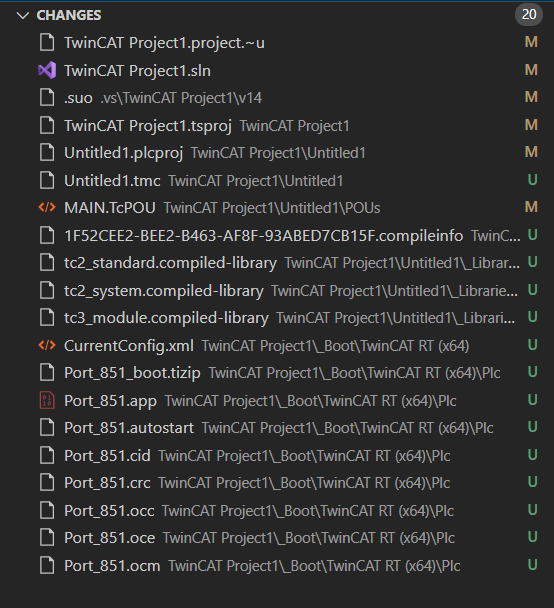 CHANGES 20
TwinCAT Project1.project.~u M
TwinCAT Project1.sln M
.suo .vs\TwinCAT Project1\v14 M
TwinCAT Project1.tsproj TwinCAT Project1 M
Untitled1.plcproj TwinCAT Project1\Untitled1 M
Untitled1.tmc TwinCAT Project1\Untitled1 U
MAIN.TcPOU TwinCAT Project1\Untitled1\POUs M
1F52CEE2-BEE2-B463-AF8F-93ABED7CB15F.compileinfo TwinC... U
tc2_standard.compiled-library TwinCAT Project1\Untitled1\_Librar... U
tc2_system.compiled-library TwinCAT Project1\Untitled1\_Librarie... U
tc3_module.compiled-library TwinCAT Project1\Untitled1\_Librari... U
CurrentConfig.xml TwinCAT Project1\_Boot\TwinCAT RT (x64) U
Port_851_boot.tizip TwinCAT Project1\_Boot\TwinCAT RT (x64)\Plc U
Port_851.app TwinCAT Project1\_Boot\TwinCAT RT (x64)\Plc U
Port_851.autostart TwinCAT Project1\_Boot\TwinCAT RT (x64)\Plc U
Port_851.cid TwinCAT Project1\_Boot\TwinCAT RT (x64)\Plc U
Port_851.crc TwinCAT Project1\_Boot\TwinCAT RT (x64)\Plc U
Port_851.occ TwinCAT Project1\_Boot\TwinCAT RT (x64)\Plc U
Port_851.oce TwinCAT Project1\_Boot\TwinCAT RT (x64)\Plc U
Port_851.ocm TwinCAT Project1\_Boot\TwinCAT RT (x64)\Plc U